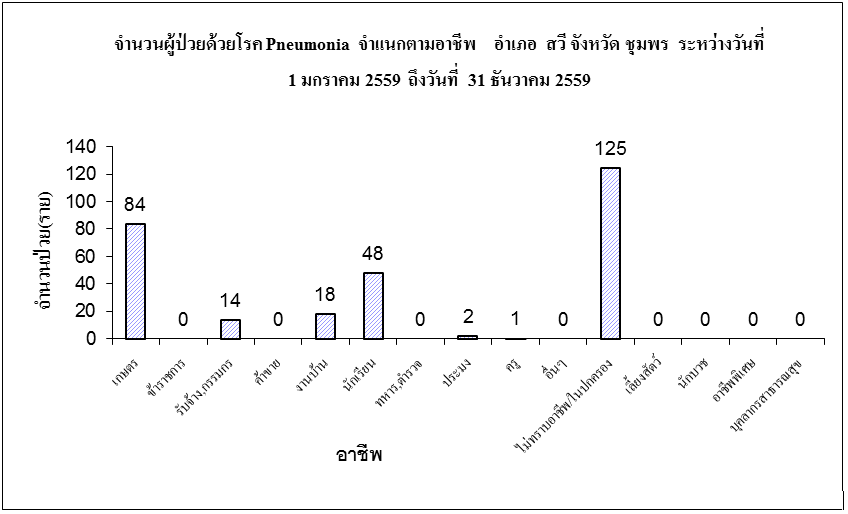 จำนวนผู้ป่วยด้วยโรค Pneumonia จำแนกตามอาชีพ อำเภอ สวี จังหวัด ชุมพร ระหว่างวันที่
1 มกราคม 2559 ถึงวันที่ 31 ธันวาคม 2559
จำนวนป่วย(ราย)
140
120
100
80
60
40
20
0
84
0
14
0
18
48
0
2
1
0
125
0
0
0
0
เกษตร
ข้าราชการ
รับจ้าง,กรรมกร
ค้าขาย
งานบ้าน
นักเรียน
ทหาร,ตำรวจ
ประมง
ครู
อื่นๆ
ไม่ทราบอาชีพ/ในปกครอง
เลี้ยงสัตว์
นักบวช
อาชีพพิเศษ
บุคลากรสาธารณสุข
อาชีพ